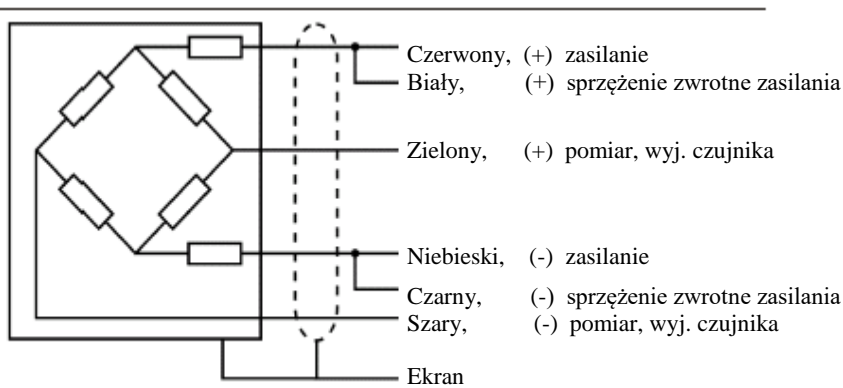 Czerwony, (+) zasilanie
Biały, (+) sprzężenie zwrotne zasilania
Zielony, (+) pomiar, wyj. czujnika
Niebieski, (-) zasilanie
Czarny, (-) sprzężenie zwrotne zasilania
Szary, (-) pomiar, wyj. czujnika
Ekran